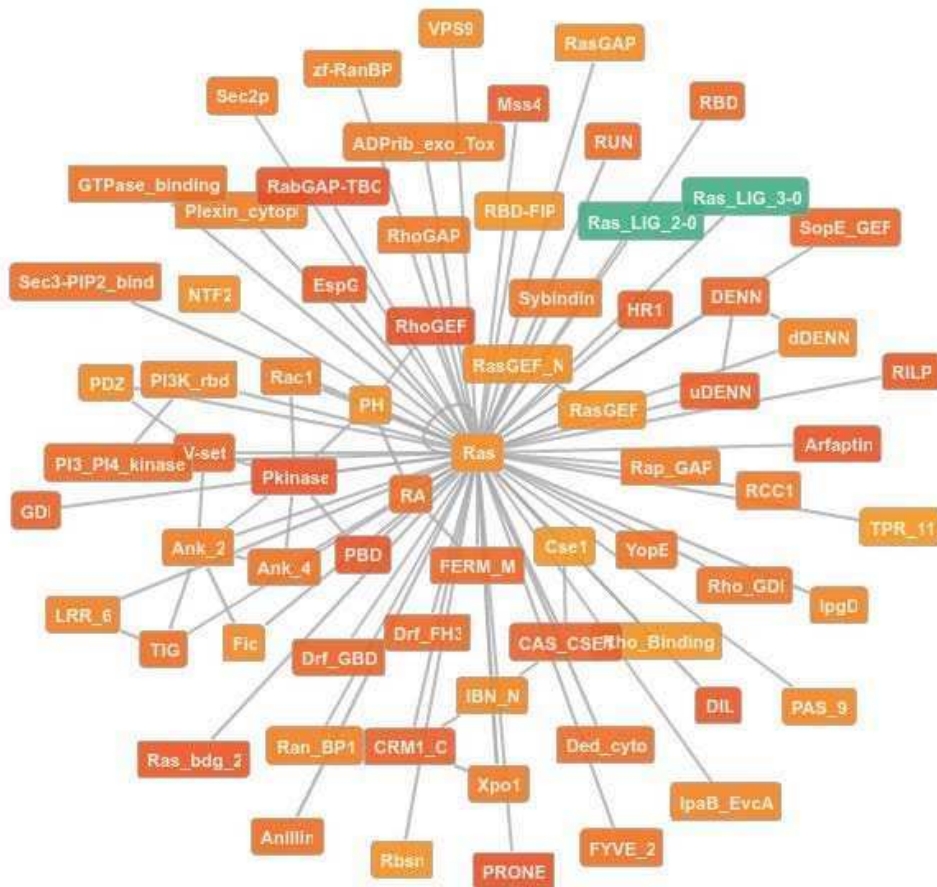 VPS9
RasGAP
zf-RanBP
Sec2p
Mss4
RBD
ADPrib_exo_Tox
RUN
GTPase_binding
RabGAP-TBC
Ras_LIG_3-0
Plexin_cytopl
RBD-FIP
Ras_LIG_2-0
RhoGAP
SopE_GEF
Sec3-PIP2_bind
NTF2
EspG
Sybindin
HR1
DENN
RhoGEF
dDENN
RasGEF_N
PDZ
PI3K_rbd
Rac1
RILP
PH
RasGEF
uDENN
Ras
Arfaptin
PI3_PI4_kinase
V-set
Pkinase
Rap_GAP
RCC1
GDI
RA
TPR_11
Ank_2
PBD
Cse1
YopE
Ank_4
FERM_M
Rho_GDI
IpgD
LRR_6
TIG
Fic
Drf_GBD
Drf_FH3
CAS_CSE1
Rho_Binding
IBN_N
DIL
PAS_9
Ras_bdg_2
Ran_BP1
CRM1_C
Ded_cyto
Xpo1
IpaB_EvcA
Anillin
Rbsn
PRONE
FYVE_2